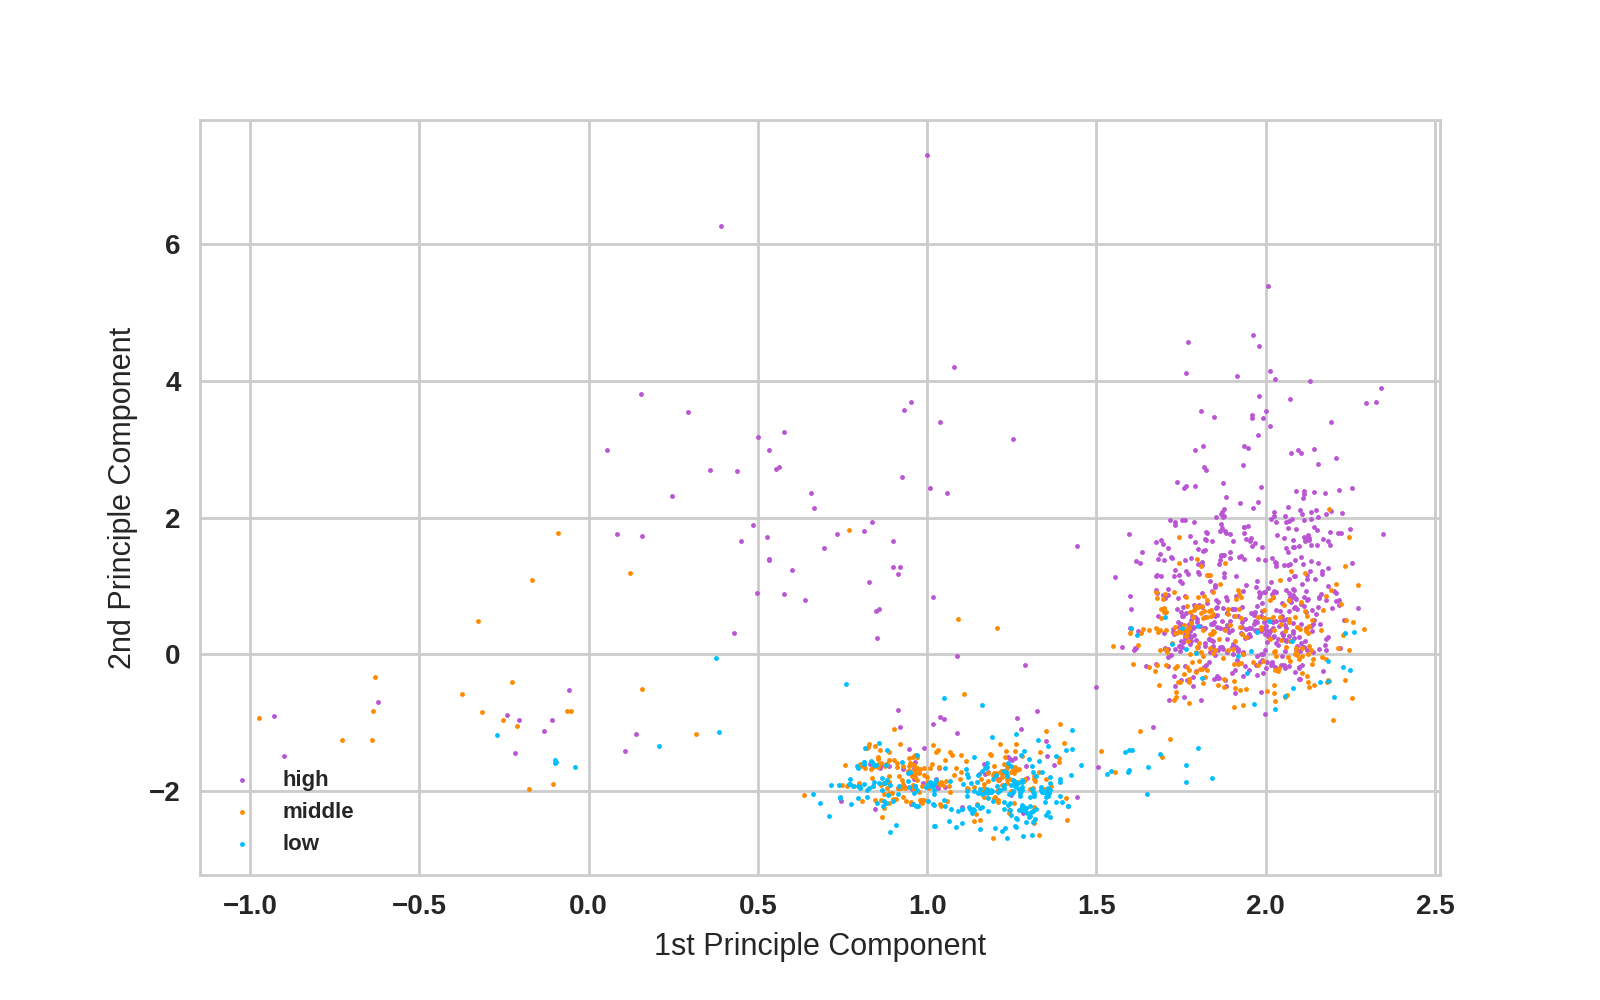 6
4
2
0
−2
2nd Principle Component
high
middle
low
−1.0 −0.5 0.0 0.5 1.0 1.5 2.0 2.5
1st Principle Component